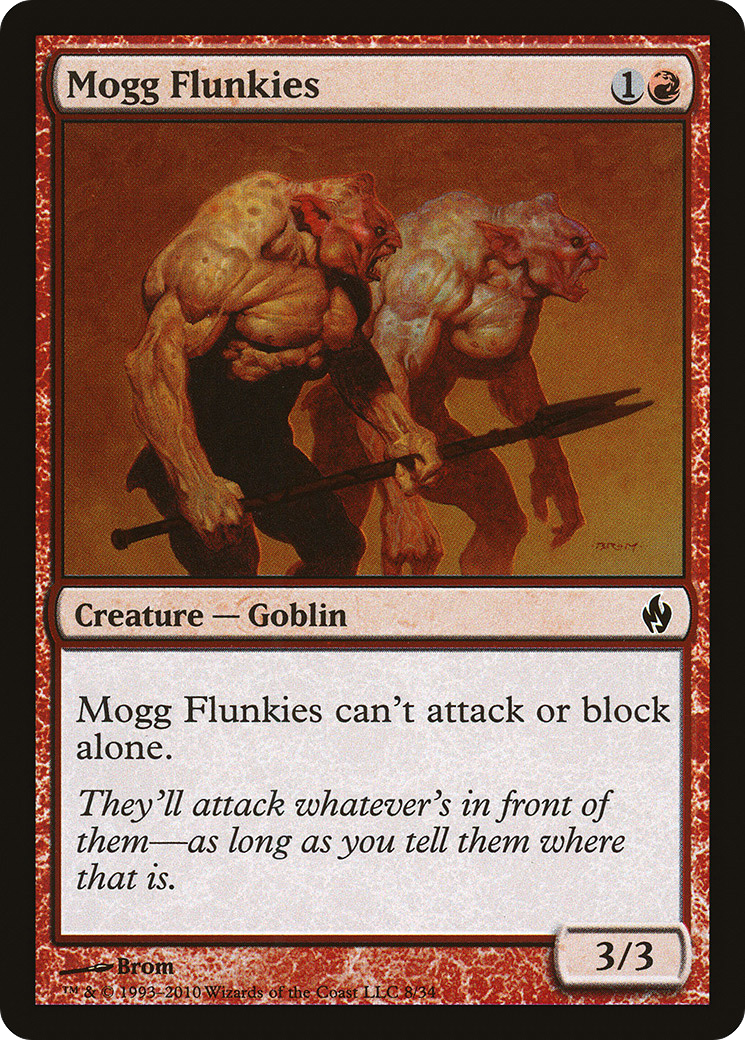 Mogg Flunkies 1
BROM
Creature — Goblin
Mogg Flunkies can't attack or block
alone.
They'll attack whatever's in front of
them—as long as you tell them where
that is.
3/3
Brom
™ & © 1993–2010 Wizards of the Coast LLC 8/34